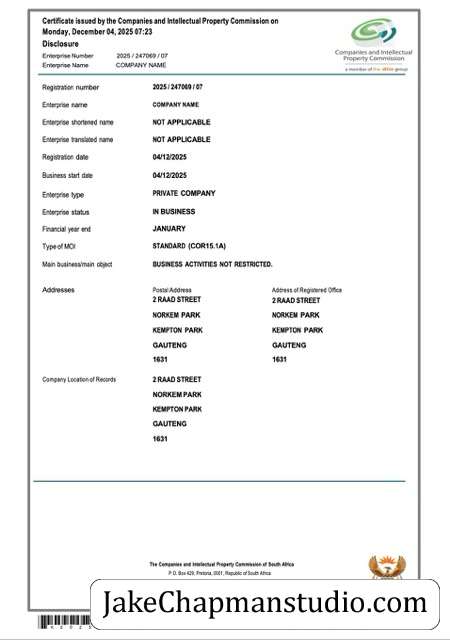 Certificate issued by the Companies and Intellectual Property Commission on
Monday, December 04, 2025 07:23
Disclosure
Enterprise Number 2025 / 247069 / 07
Enterprise Name COMPANY NAME
Companies and Intellectual
Property Commission
a member of the dtic group
Registration number 2025 / 247069 / 07
Enterprise name COMPANY NAME
Enterprise shortened name NOT APPLICABLE
Enterprise translated name NOT APPLICABLE
Registration date 04/12/2025
Business start date 04/12/2025
Enterprise type PRIVATE COMPANY
Enterprise status IN BUSINESS
Financial year end JANUARY
Type of MOI STANDARD (COR15.1A)
Main business/main object BUSINESS ACTIVITIES NOT RESTRICTED.
Addresses Postal Address Address of Registered Office
2 RAAD STREET 2 RAAD STREET
NORKEM PARK NORKEM PARK
KEMPTON PARK KEMPTON PARK
GAUTENG GAUTENG
1631 1631
Company Location of Records 2 RAAD STREET
NORKEM PARK
KEMPTON PARK
GAUTENG
1631
The Companies and Intellectual Property Commission of South Africa
P.O. Box 429, Pretoria, 0001, Republic of South Africa
JakeChapmanstudio.com